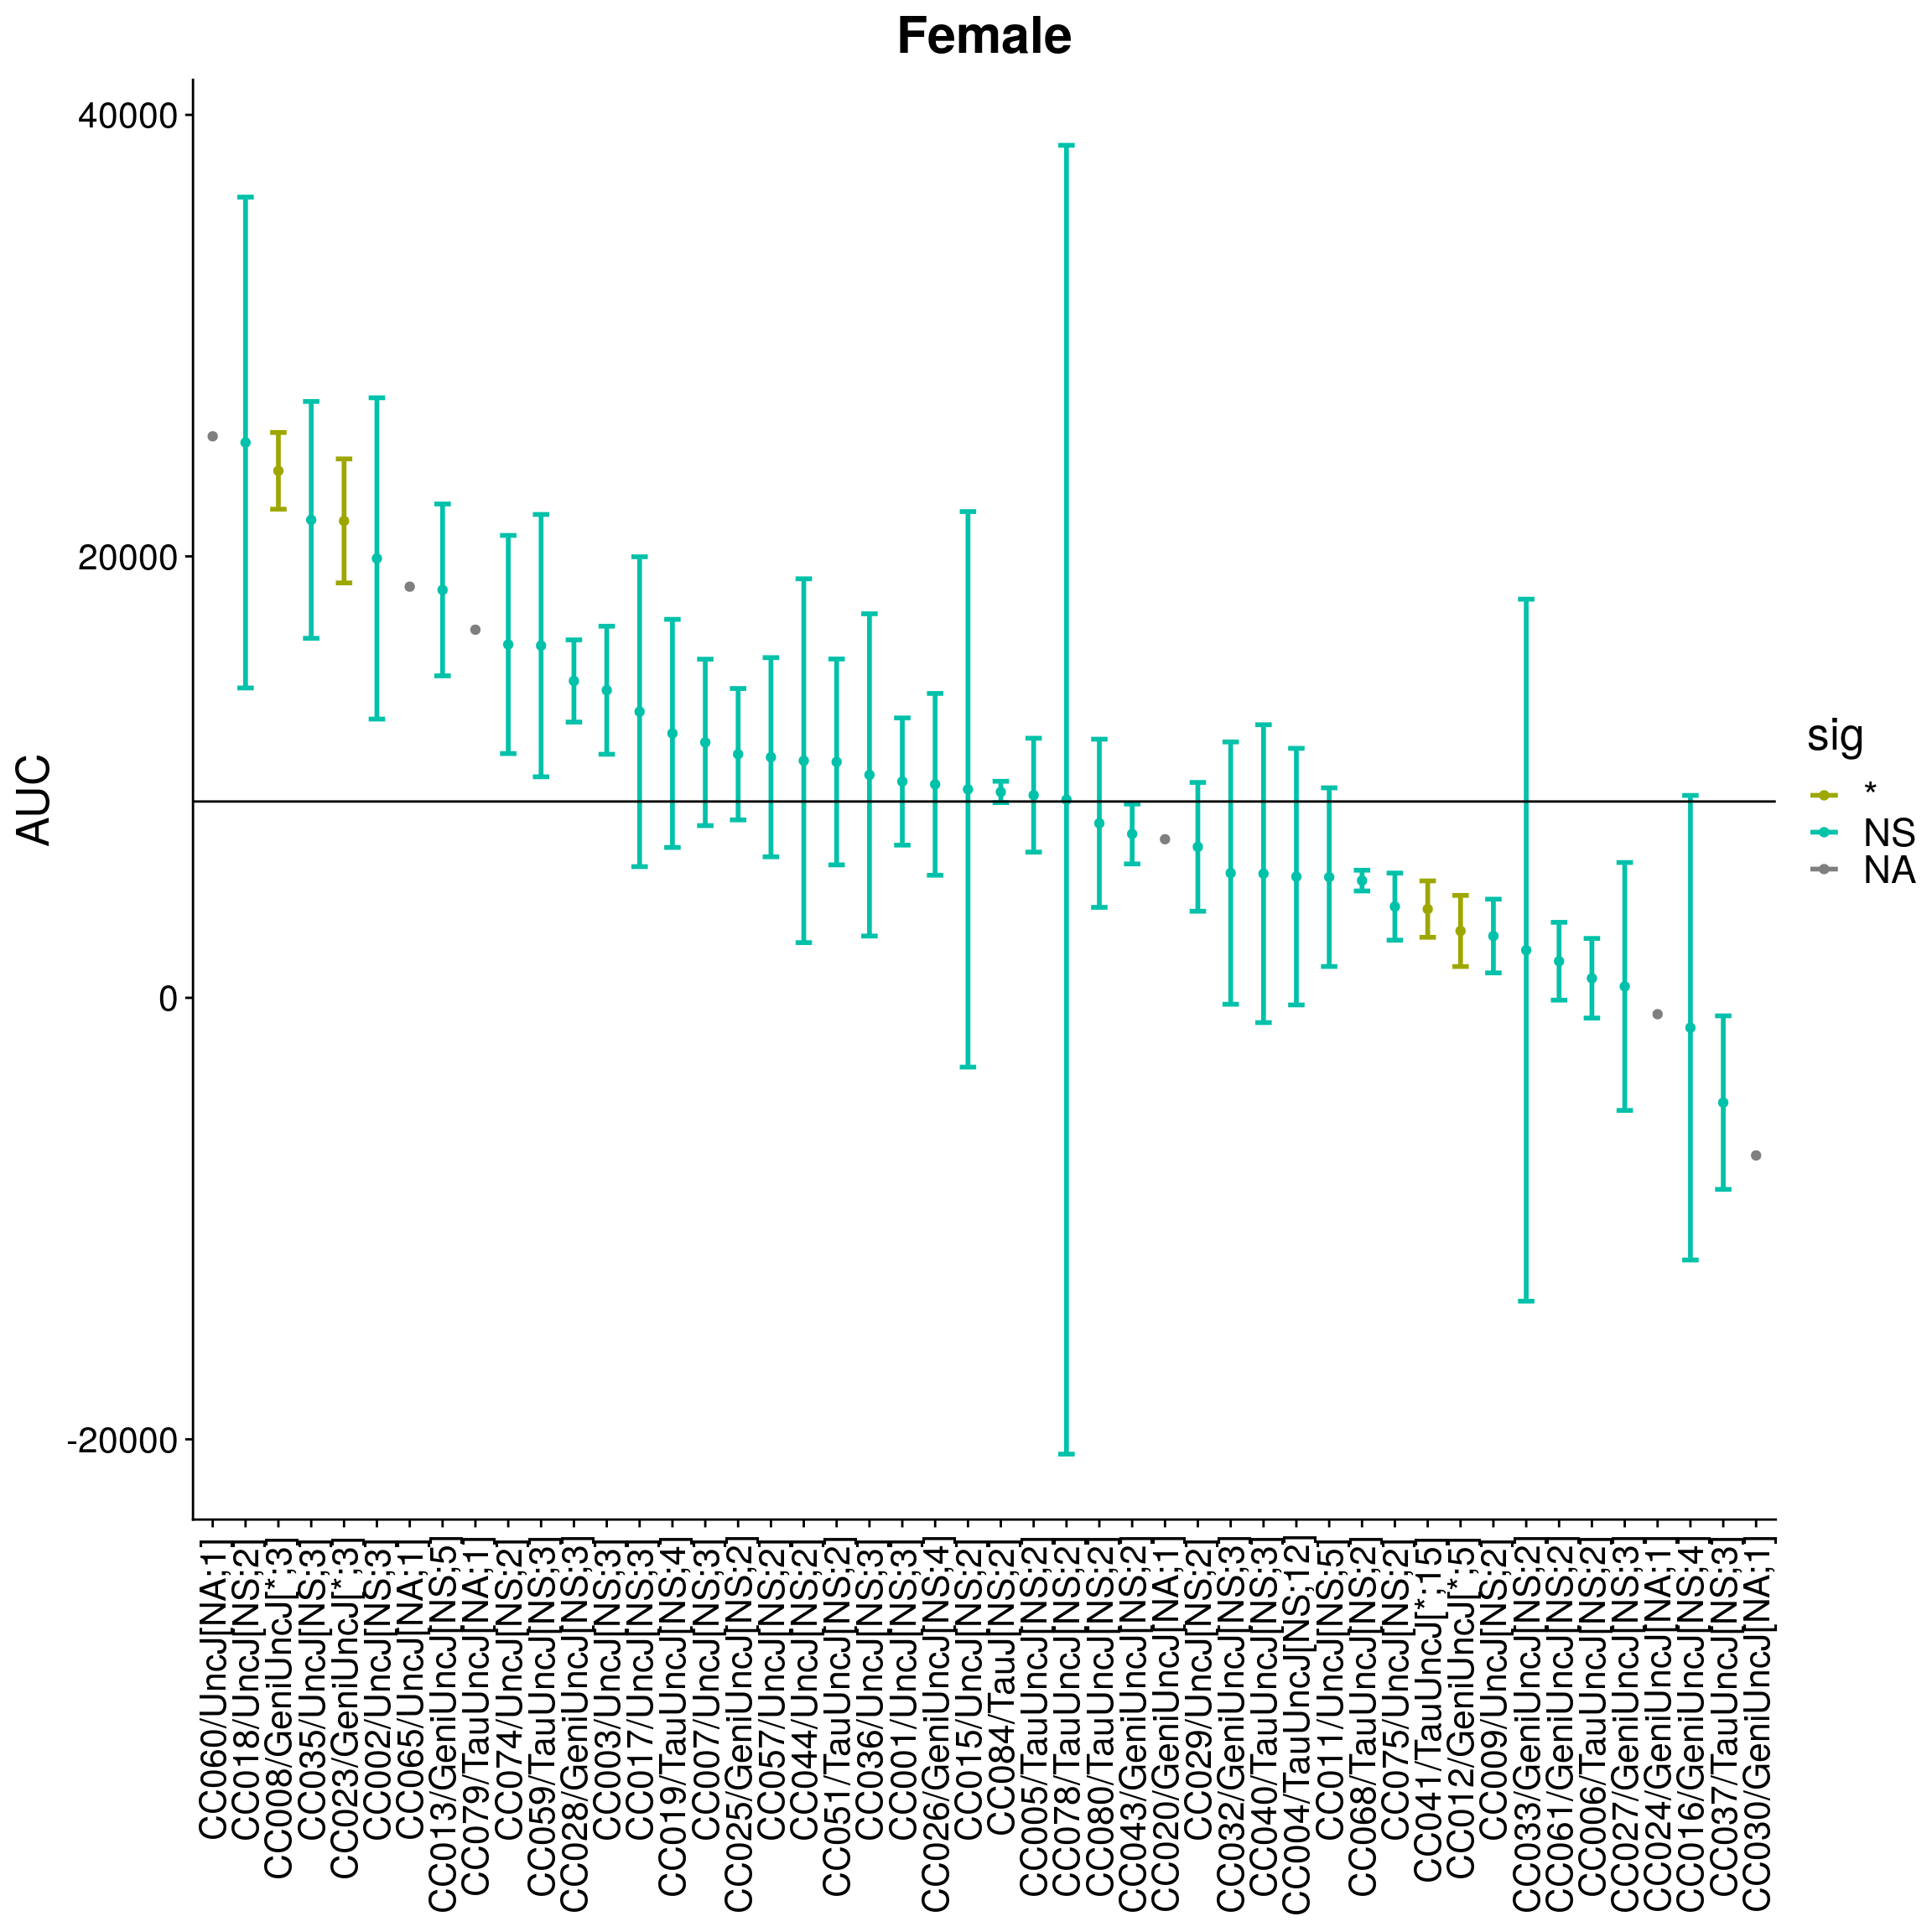 Female
AUC
40000
20000
0
-20000
CC060/UncJ[NA;1]
CC018/UncJ[NS;2]
CC008/GeniUncJ[*;3]
CC035/UncJ[NS;3]
CC023/GeniUncJ[*;3]
CC002/UncJ[NS;3]
CC065/UncJ[NA;1]
CC013/GeniUncJ[NS;5]
CC079/TauUncJ[NA;1]
CC074/UncJ[NS;2]
CC059/TauUncJ[NS;3]
CC028/GeniUncJ[NS;3]
CC003/UncJ[NS;3]
CC017/UncJ[NS;3]
CC019/TauUncJ[NS;4]
CC007/UncJ[NS;3]
CC025/GeniUncJ[NS;2]
CC057/UncJ[NS;2]
CC044/UncJ[NS;2]
CC051/TauUncJ[NS;2]
CC036/UncJ[NS;3]
CC001/UncJ[NS;3]
CC026/GeniUncJ[NS;4]
CC015/UncJ[NS;2]
CC084/TauJ[NS;2]
CC005/TauUncJ[NS;2]
CC078/TauUncJ[NS;2]
CC080/TauUncJ[NS;2]
CC043/GeniUncJ[NS;2]
CC020/GeniUncJ[NA;1]
CC029/UncJ[NS;2]
CC032/GeniUncJ[NS;3]
CC040/TauUncJ[NS;3]
CC004/TauUncJ[NS;12]
CC011/UncJ[NS;5]
CC068/TauUncJ[NS;2]
CC075/UncJ[NS;2]
CC041/TauUncJ[*;15]
CC012/GeniUncJ[*;5]
CC009/UncJ[NS;2]
CC033/GeniUncJ[NS;2]
CC061/GeniUncJ[NS;2]
CC006/TauUncJ[NS;2]
CC027/GeniUncJ[NS;3]
CC024/GeniUncJ[NA;1]
CC016/GeniUncJ[NS;4]
CC037/TauUncJ[NS;3]
CC030/GeniUncJ[NA;1]
sig
*
NS
NA